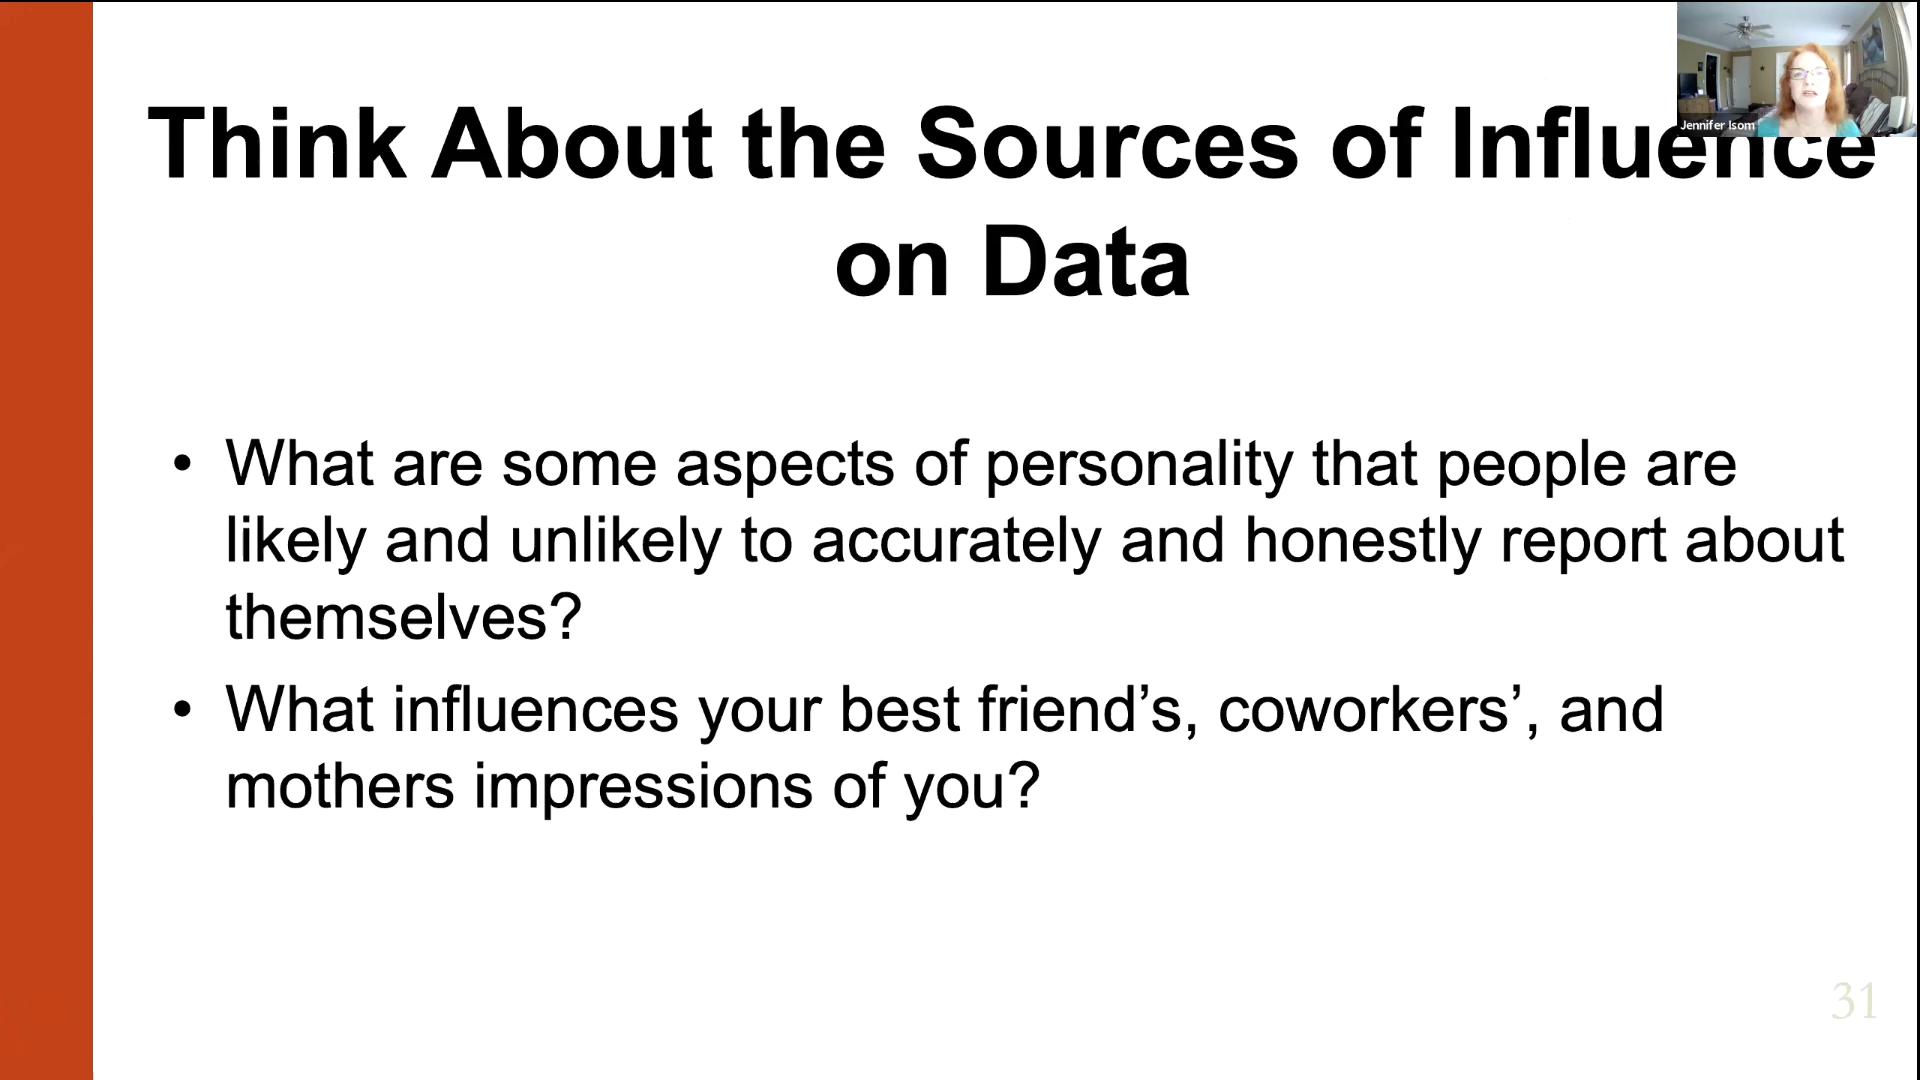 Jennifer Isom
Think About the Sources of Influence
on Data
• What are some aspects of personality that people are
likely and unlikely to accurately and honestly report about
themselves?
• What influences your best friend’s, coworkers’, and
mothers impressions of you?
31